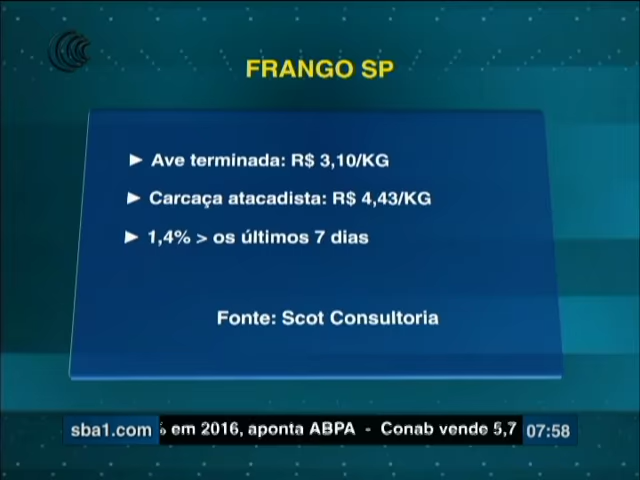 FRANGO SP
► Ave terminada: R$ 3,10/KG
► Carcaça atacadista: R$ 4,43/KG
► 1,4% > os últimos 7 dias
Fonte: Scot Consultoria
sba1.com % em 2016, aponta ABPA - Conab vende 5,7 07:58